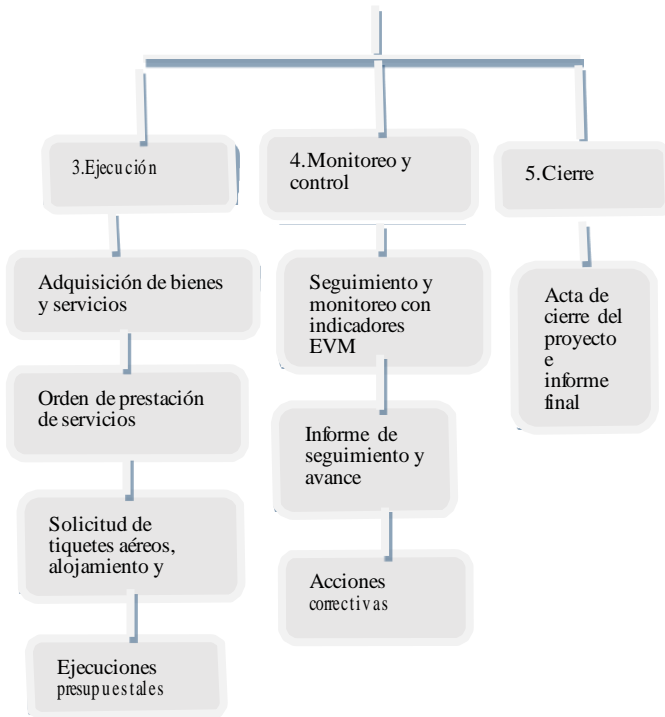 3.Ejecución
Adquisición de bienes
y servicios
Orden de prestación
de servicios
Solicitud de
tiquetes aéreos,
alojamiento y
Ejecuciones
presupuestales
4.Monitoreo y
control
Seguimiento y
monitoreo con
indicadores
EVM
Informe de
seguimiento y
avance
Acciones
correctivas
5.Cierre
Acta de
cierre del
proyecto
e
informe
final